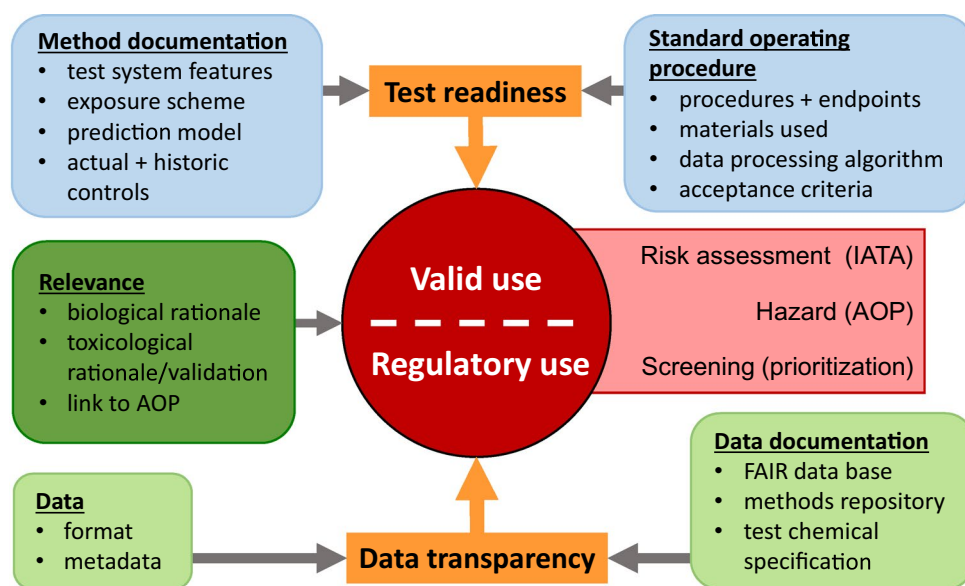 Method documentation
• test system features
• exposure scheme
• prediction model
• actual + historic
controls
Test readiness
Standard operating
procedure
• procedures + endpoints
• materials used
• data processing algorithm
• acceptance criteria
Relevance
• biological rationale
• toxicological
rationale/validation
• link to AOP
Valid use
Regulatory use
Risk assessment (IATA)
Hazard (AOP)
Screening (prioritization)
Data
• format
• metadata
Data transparency
Data documentation
• FAIR data base
• methods repository
• test chemical
specification